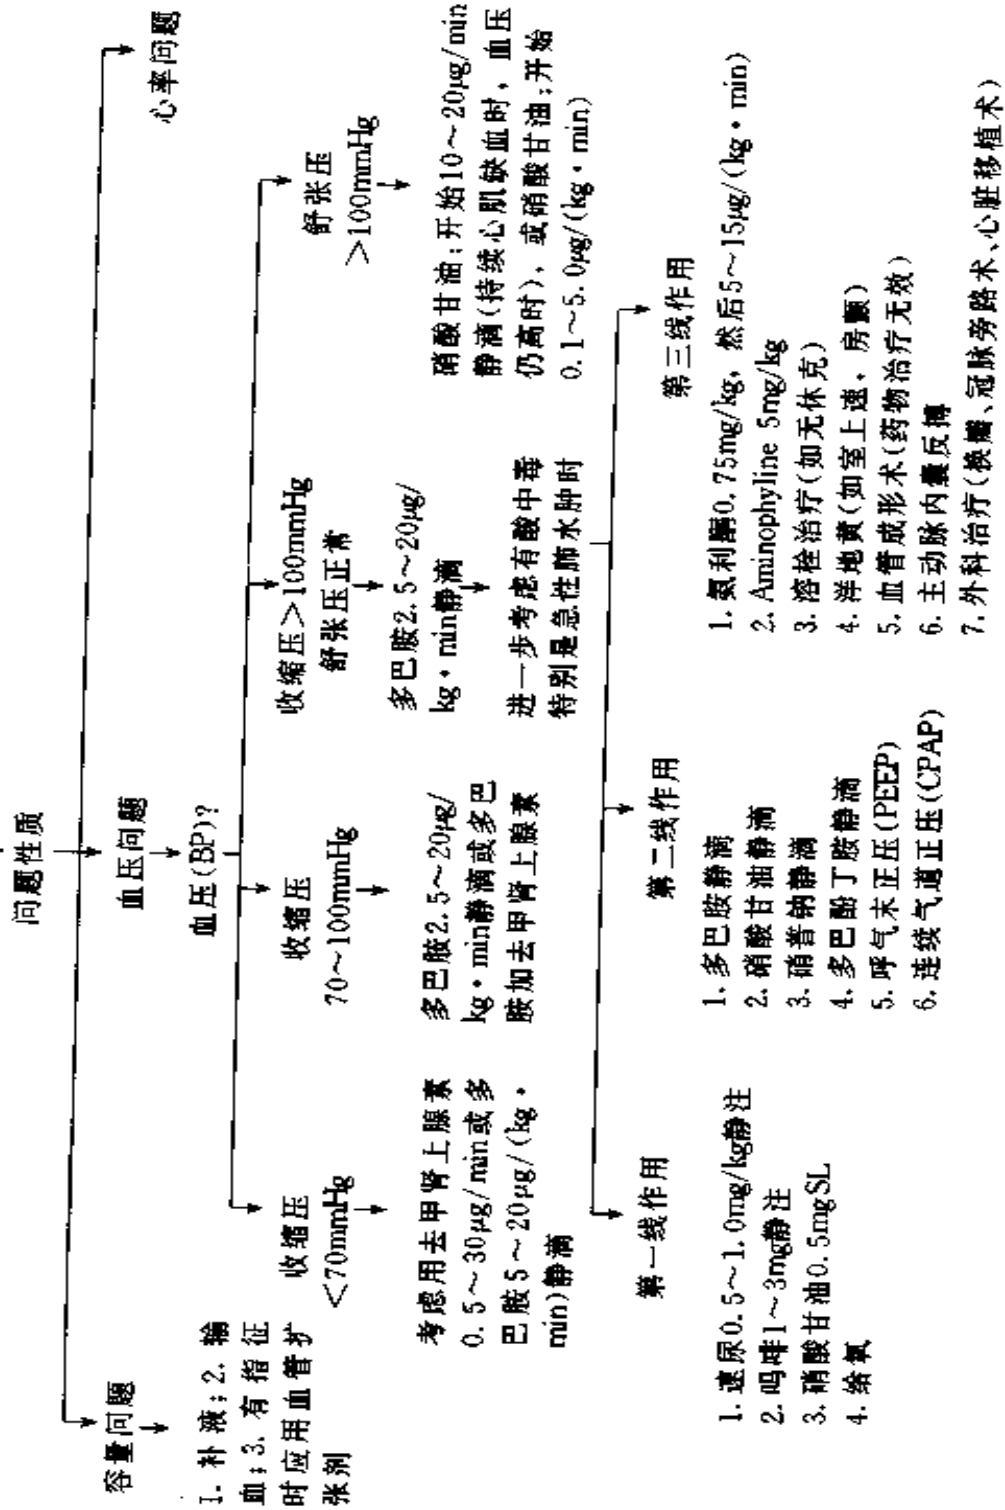 问题性质
容量问题
血压问题
心率问题
1. 补液；2. 输
血；3. 有指征
时应用血管扩
张剂
血压(BP)?
收缩压
<70mmHg
收缩压
70～100mmHg
收缩压>100mmHg
舒张压正常
舒张压
>100mmHg
考虑用去甲肾上腺素
0.5～30μg/min或多
巴胺5～20μg/(kg·
min)静滴
多巴胺2.5～20μg/
kg·min静滴或多巴
胺加去甲肾上腺素
多巴胺2.5～20μg/
kg·min静滴
硝酸甘油;开始10～20μg/min
静滴(持续心肌缺血时，血压
仍高时)，或硝酸甘油;开始
0.1～5.0μg/(kg·min)
进一步考虑有酸中毒
特别是急性肺水肿时
第一线作用
第二线作用
第三线作用
1. 速尿0.5～1.0mg/kg静注
2. 吗啡1～3mg静注
3. 硝酸甘油0.5mgSL
4. 给氧
1. 多巴胺静滴
2. 硝酸甘油静滴
3. 硝普钠静滴
4. 多巴酚丁胺静滴
5. 呼气末正压(PEEP)
6. 连续气道正压(CPAP)
1. 氨利酮0.75mg/kg，然后5～15μg/(kg·min)
2. Aminophyline 5mg/kg
3. 溶栓治疗(如无休克)
4. 洋地黄(如室上速，房颤)
5. 血管成形术(药物治疗无效)
6. 主动脉内囊反搏
7. 外科治疗(换瓣、冠脉旁路术、心脏移植术)